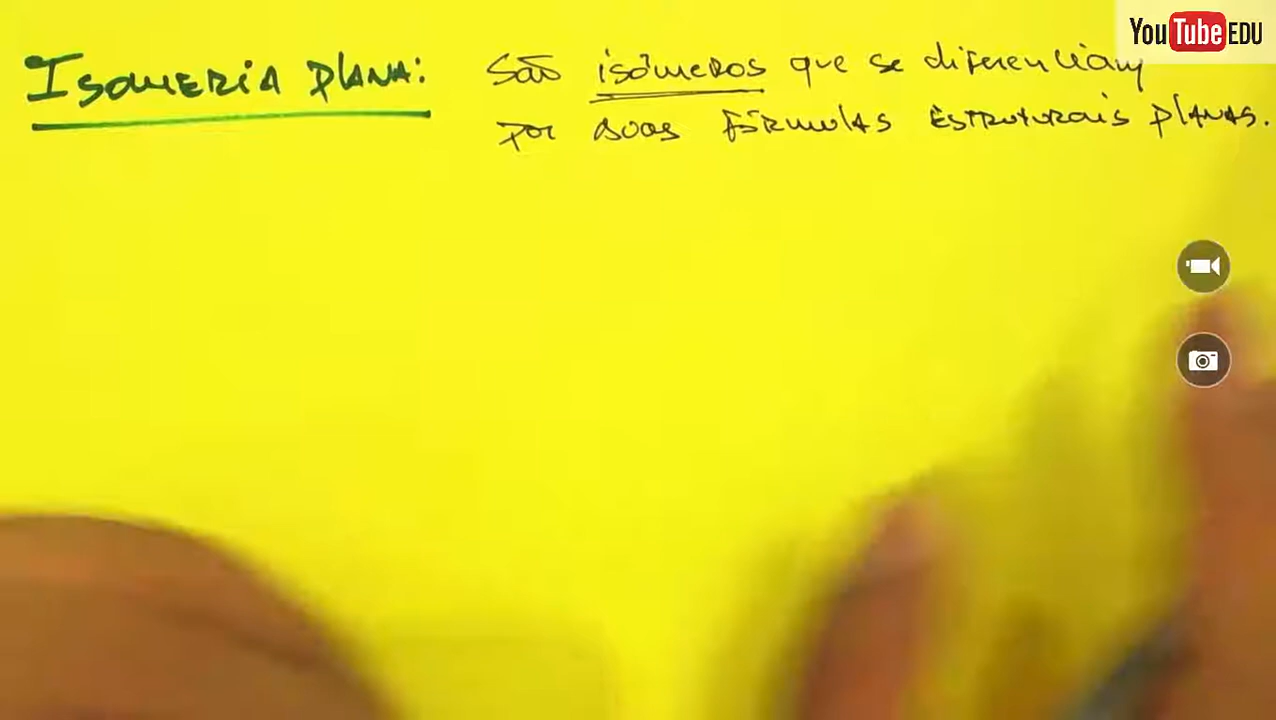 Isomeria plana: São isômeros que se diferenciam
por suas fórmulas estruturais planas.
YouTube EDU